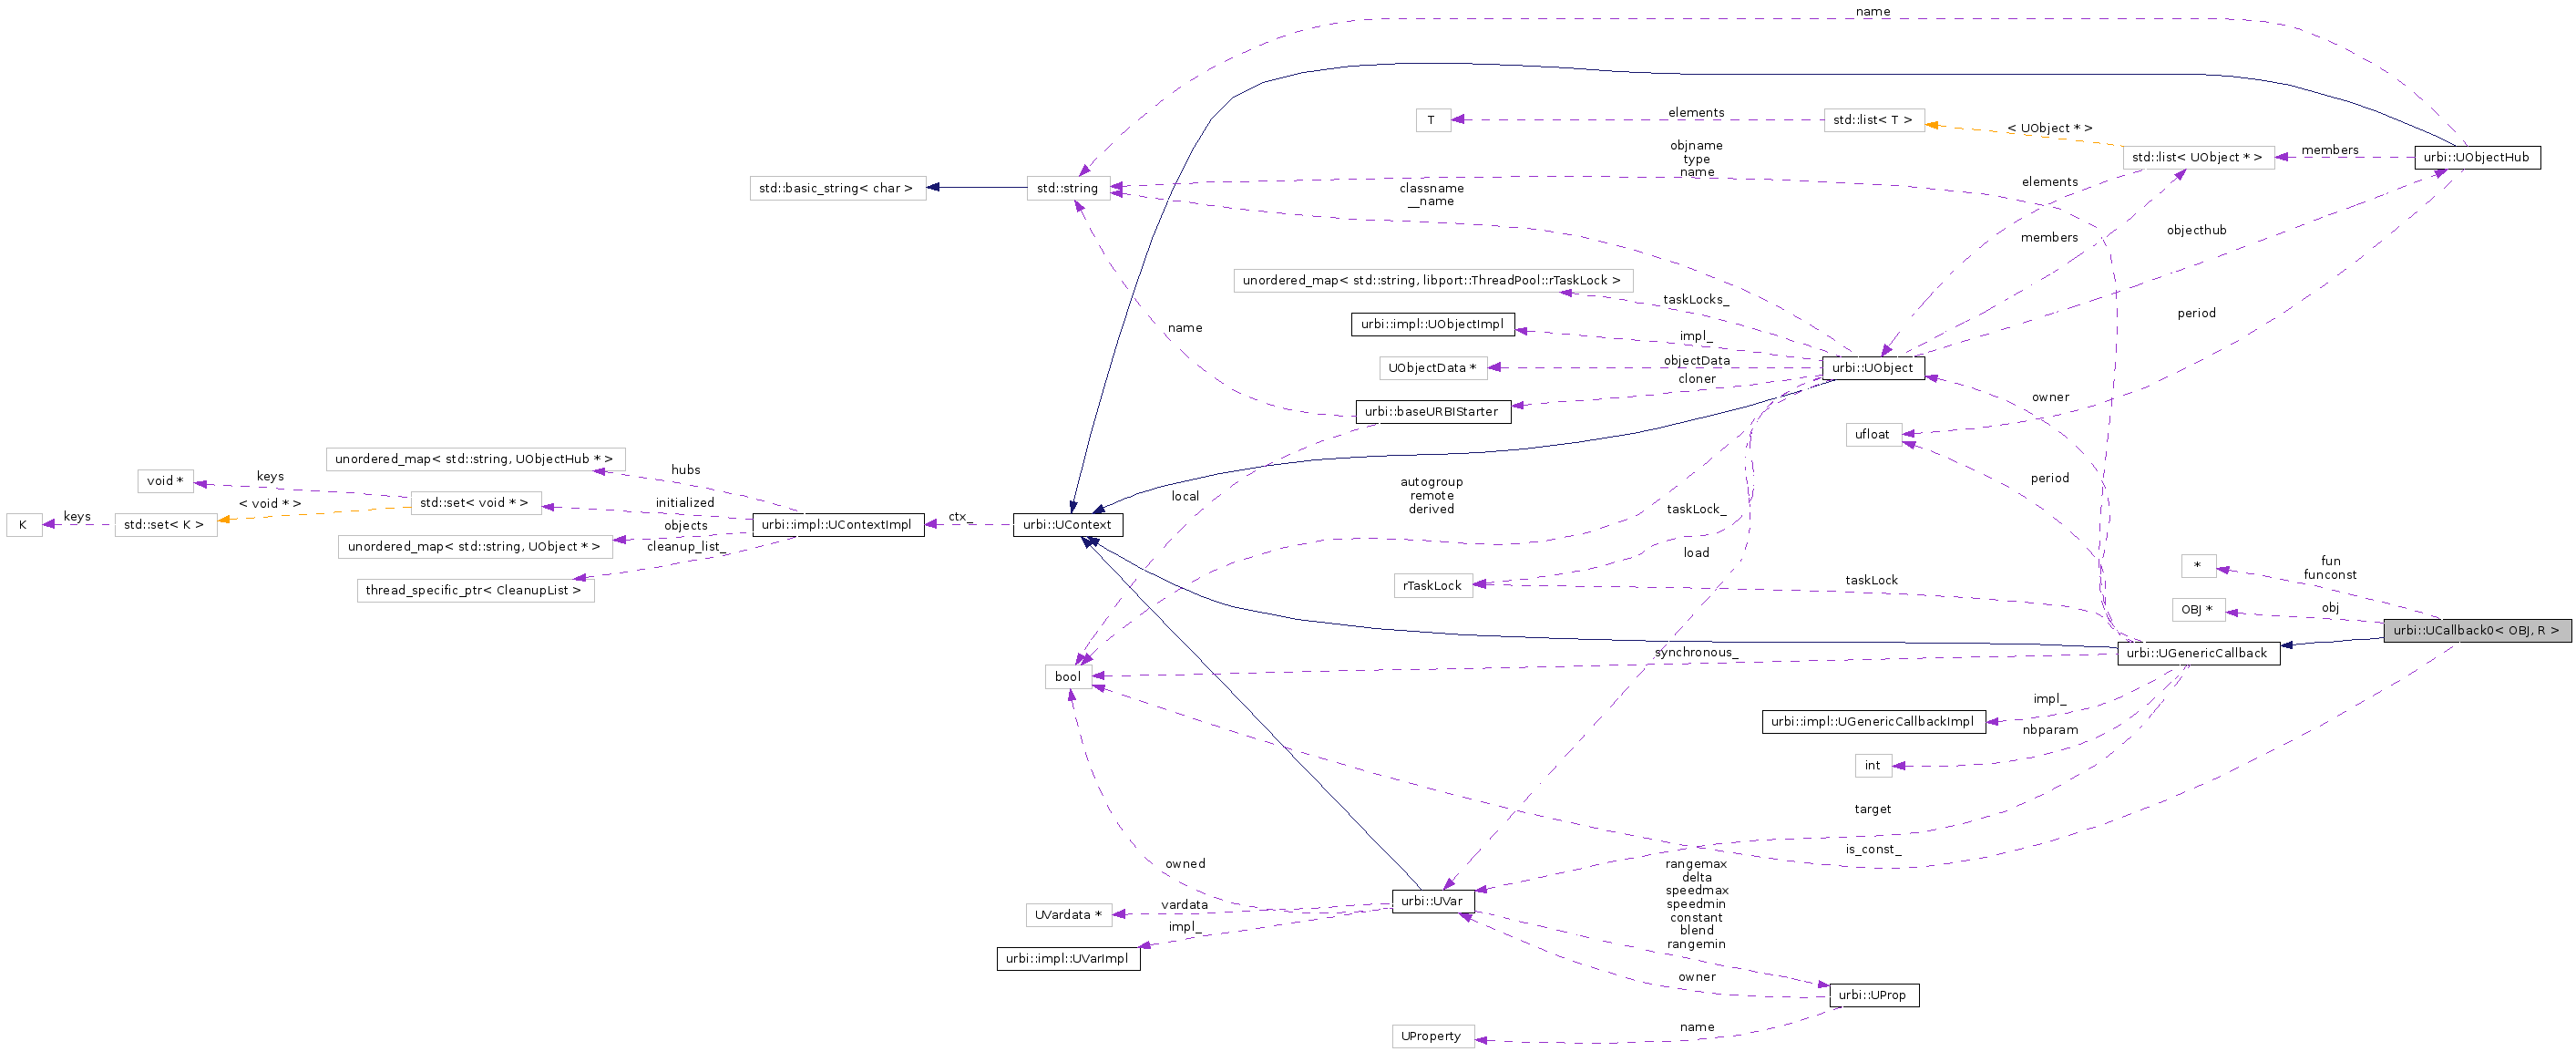 name
T
elements
std::list< T >
< UObject * >
std::list< UObject * >
members
urbi::UObjectHub
objname
type
name
std::basic_string< char >
std::string
classname
__name
elements
members
objecthub
unordered_map< std::string, libport::ThreadPool::rTaskLock >
taskLocks_
period
urbi::impl::UObjectImpl
impl_
name
UObjectData *
objectData
urbi::UObject
cloner
urbi::baseURBIStarter
owner
ufloat
unordered_map< std::string, UObjectHub * >
hubs
void *
keys
std::set< void * >
initialized
< void * >
K
keys
std::set< K >
objects
unordered_map< std::string, UObject * >
cleanup_list_
thread_specific_ptr< CleanupList >
urbi::impl::UContextImpl
ctx_
urbi::UContext
local
autogroup
remote
derived
taskLock_
load
period
rTaskLock
taskLock
*
fun
funconst
OBJ *
obj
urbi::UCallback0< OBJ, R >
urbi::UGenericCallback
synchronous_
bool
impl_
urbi::impl::UGenericCallbackImpl
nbparam
int
target
is_const_
owned
rangemax
delta
speedmax
speedmin
constant
blend
rangemin
urbi::UVar
UVardata *
vardata
impl_
urbi::impl::UVarImpl
owner
urbi::UProp
UProperty
name